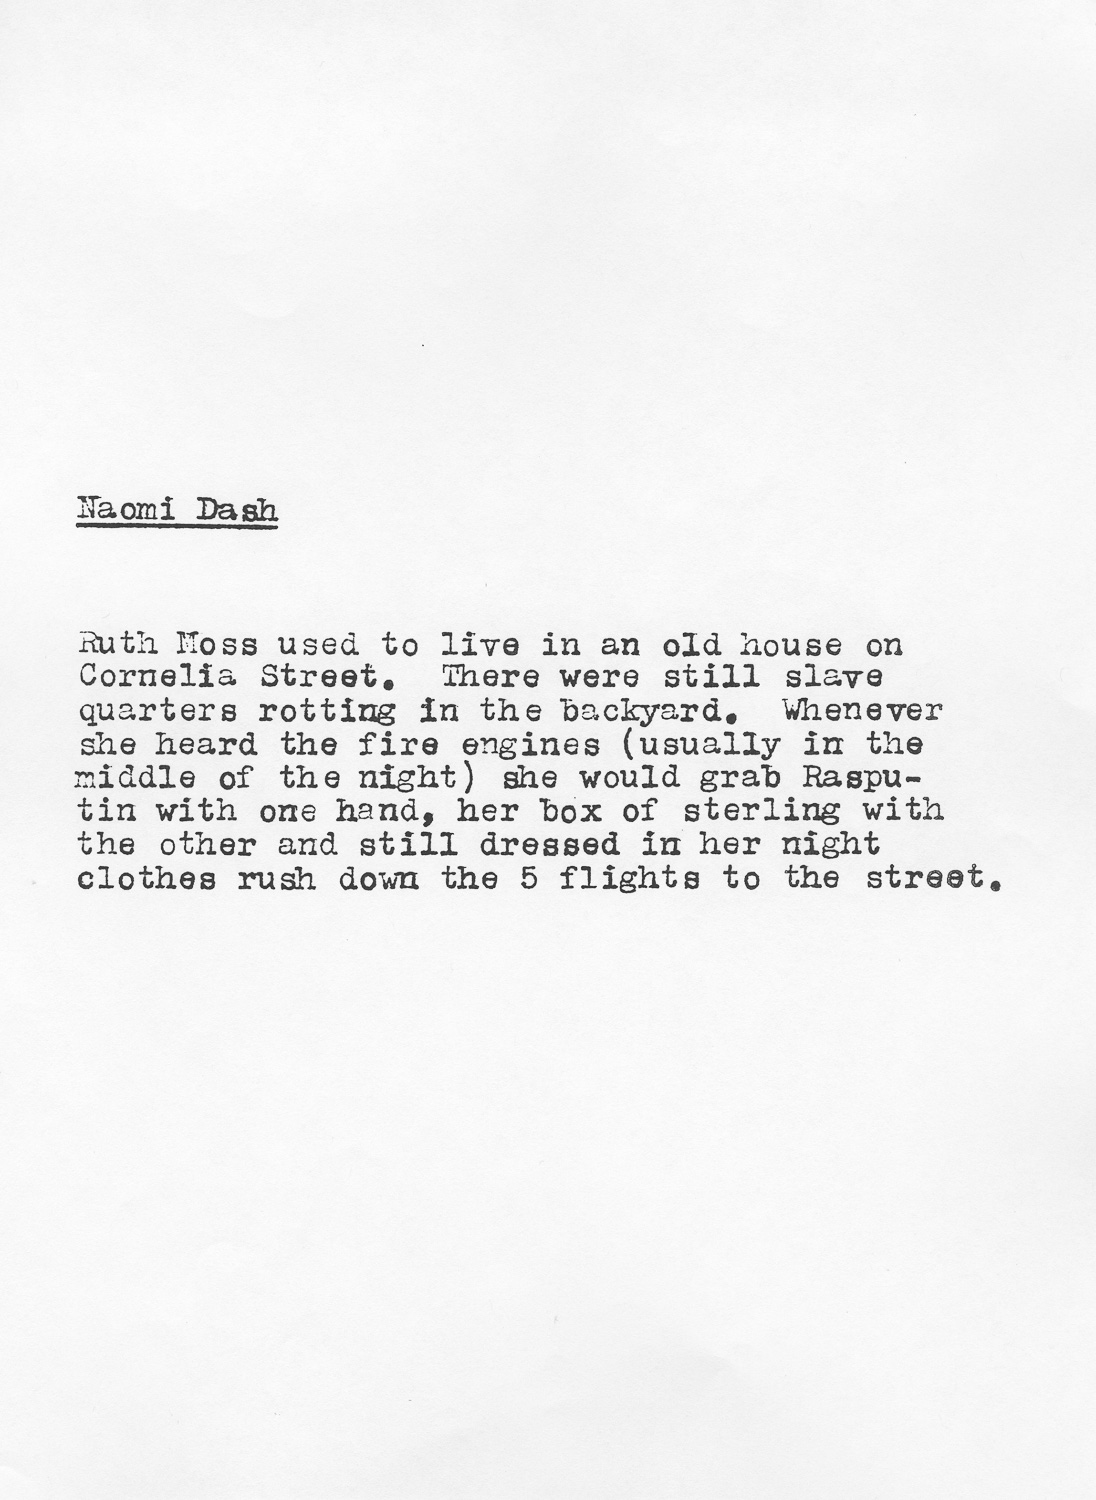 Naomi Dash
Ruth Moss used to live in an old house on
Cornelia Street.  There were still slave
quarters rotting in the backyard.  Whenever
she heard the fire engines (usually in the
middle of the night) she would grab Raspu-
tin with one hand, her box of sterling with
the other and still dressed in her night
clothes rush down the 5 flights to the street.